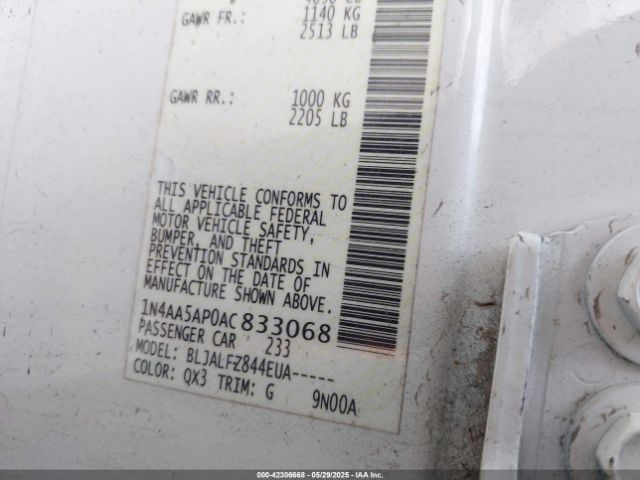 GAWR FR.: 1140 KG
2513 LB
GAWR RR.: 1000 KG
2205 LB
THIS VEHICLE CONFORMS TO
ALL APPLICABLE FEDERAL
MOTOR VEHICLE SAFETY,
BUMPER, AND THEFT
PREVENTION STANDARDS IN
EFFECT ON THE DATE OF
MANUFACTURE SHOWN ABOVE.
1N4AA5AP0AC833068
PASSENGER CAR 233
MODEL: BLJALFZ844EUA-----
COLOR: QX3 TRIM: G 9N00A
000-42306668 - 05/29/2025 - IAAI.com